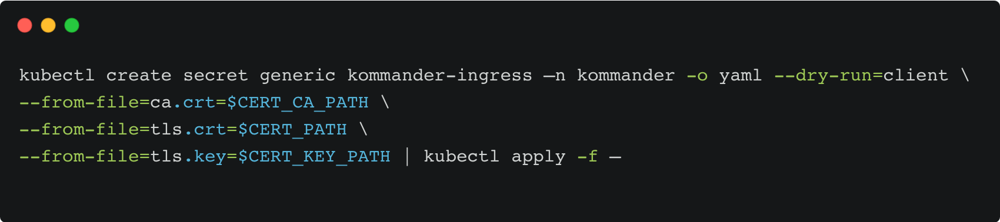 kubectl create secret generic kommander-ingress –n kommander -o yaml --dry-run=client \
--from-file=ca.crt=$CERT_CA_PATH \
--from-file=tls.crt=$CERT_PATH \
--from-file=tls.key=$CERT_KEY_PATH | kubectl apply -f –